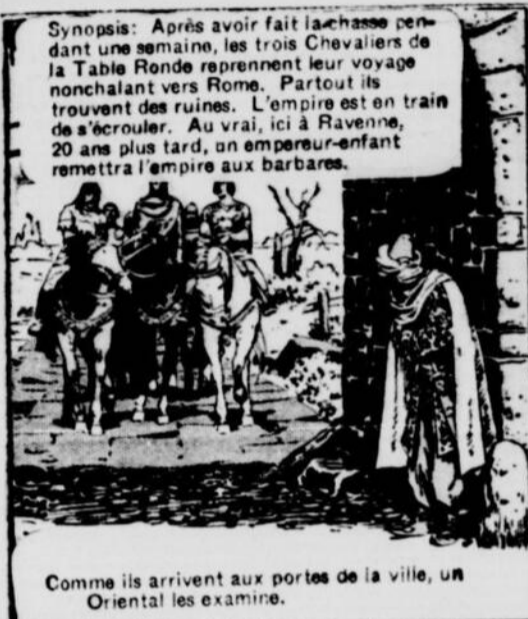 Synopsis: Après avoir fait la chasse pen-
dant une semaine, les trois Chevaliers de
la Table Ronde reprennent leur voyage
nonchalant vers Rome. Partout ils
trouvent des ruines. L'empire est en train
de s'écrouler. Au vrai, ici à Ravenne,
20 ans plus tard, un empereur-enfant
remettra l'empire aux barbares.
Comme ils arrivent aux portes de la ville, un
Oriental les examine.